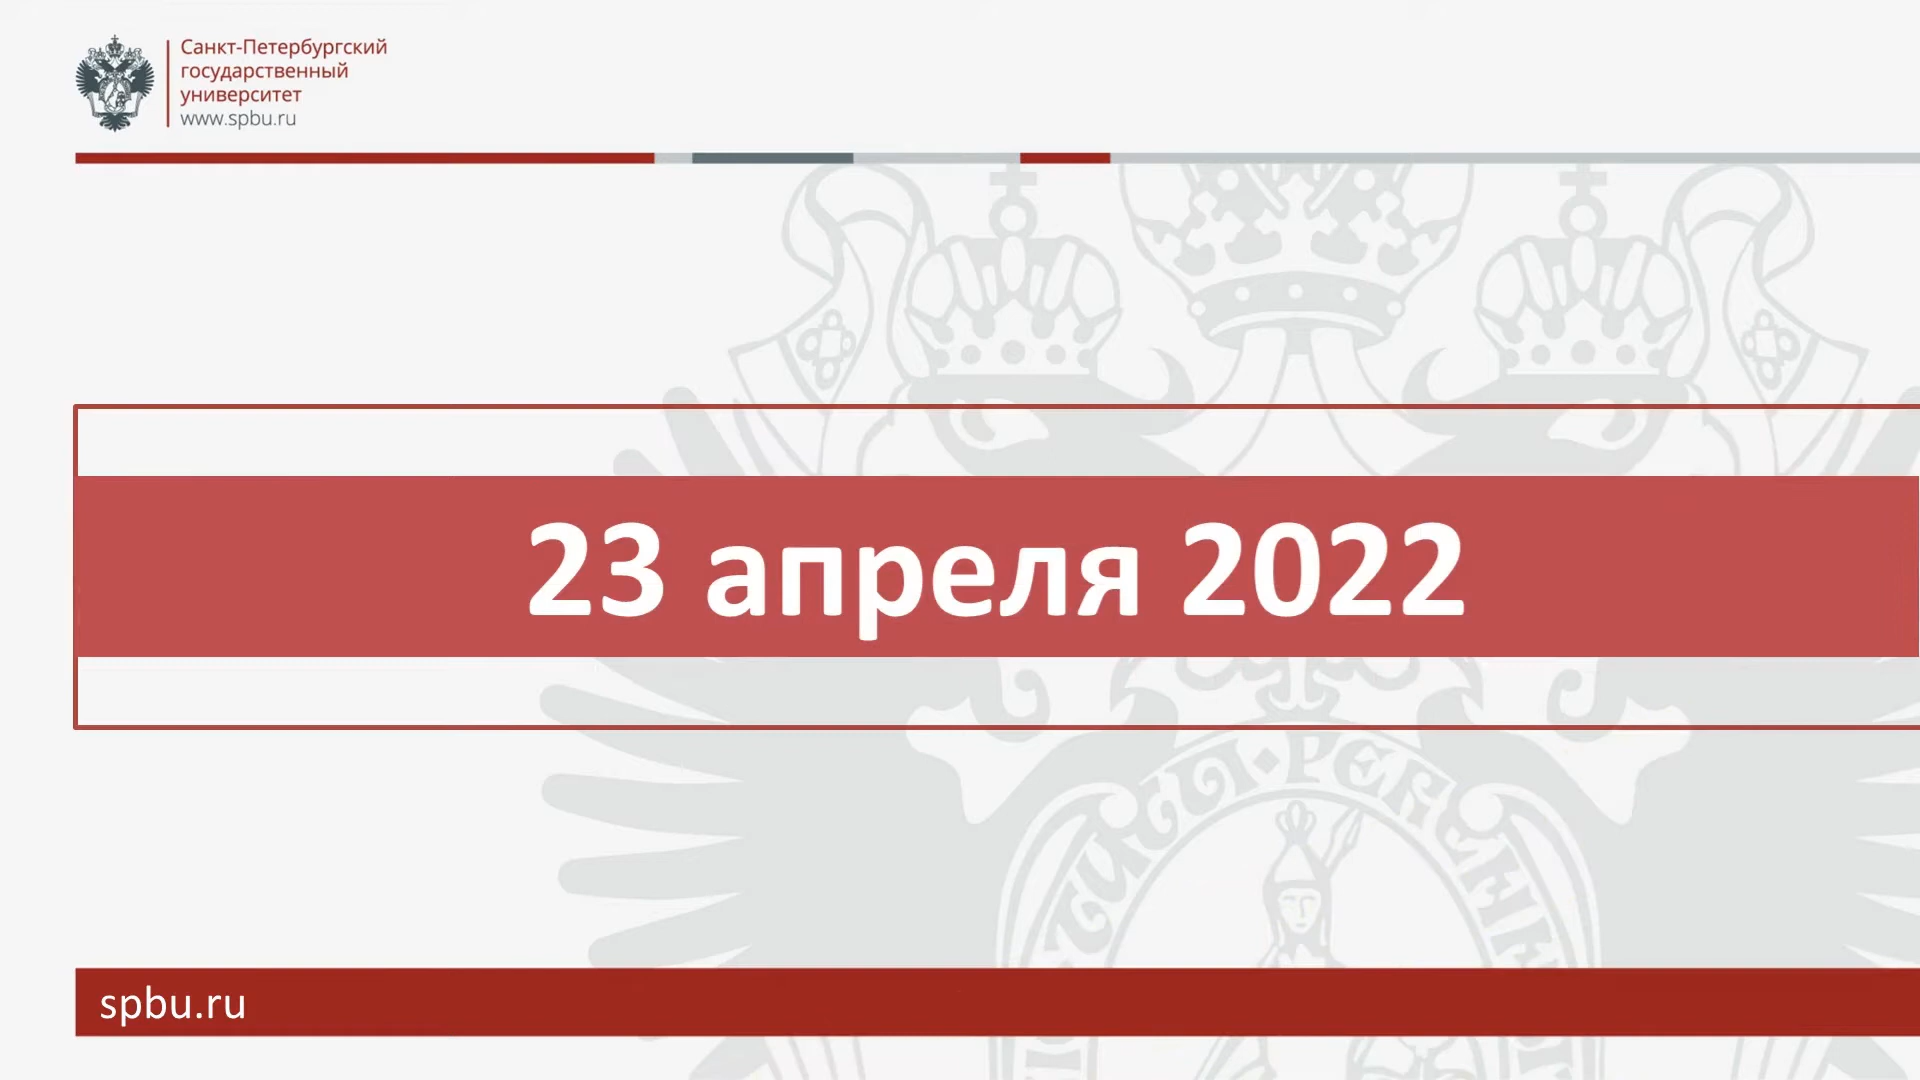 Санкт-Петербургский
государственный
университет
www.spbu.ru
23 апреля 2022
spbu.ru